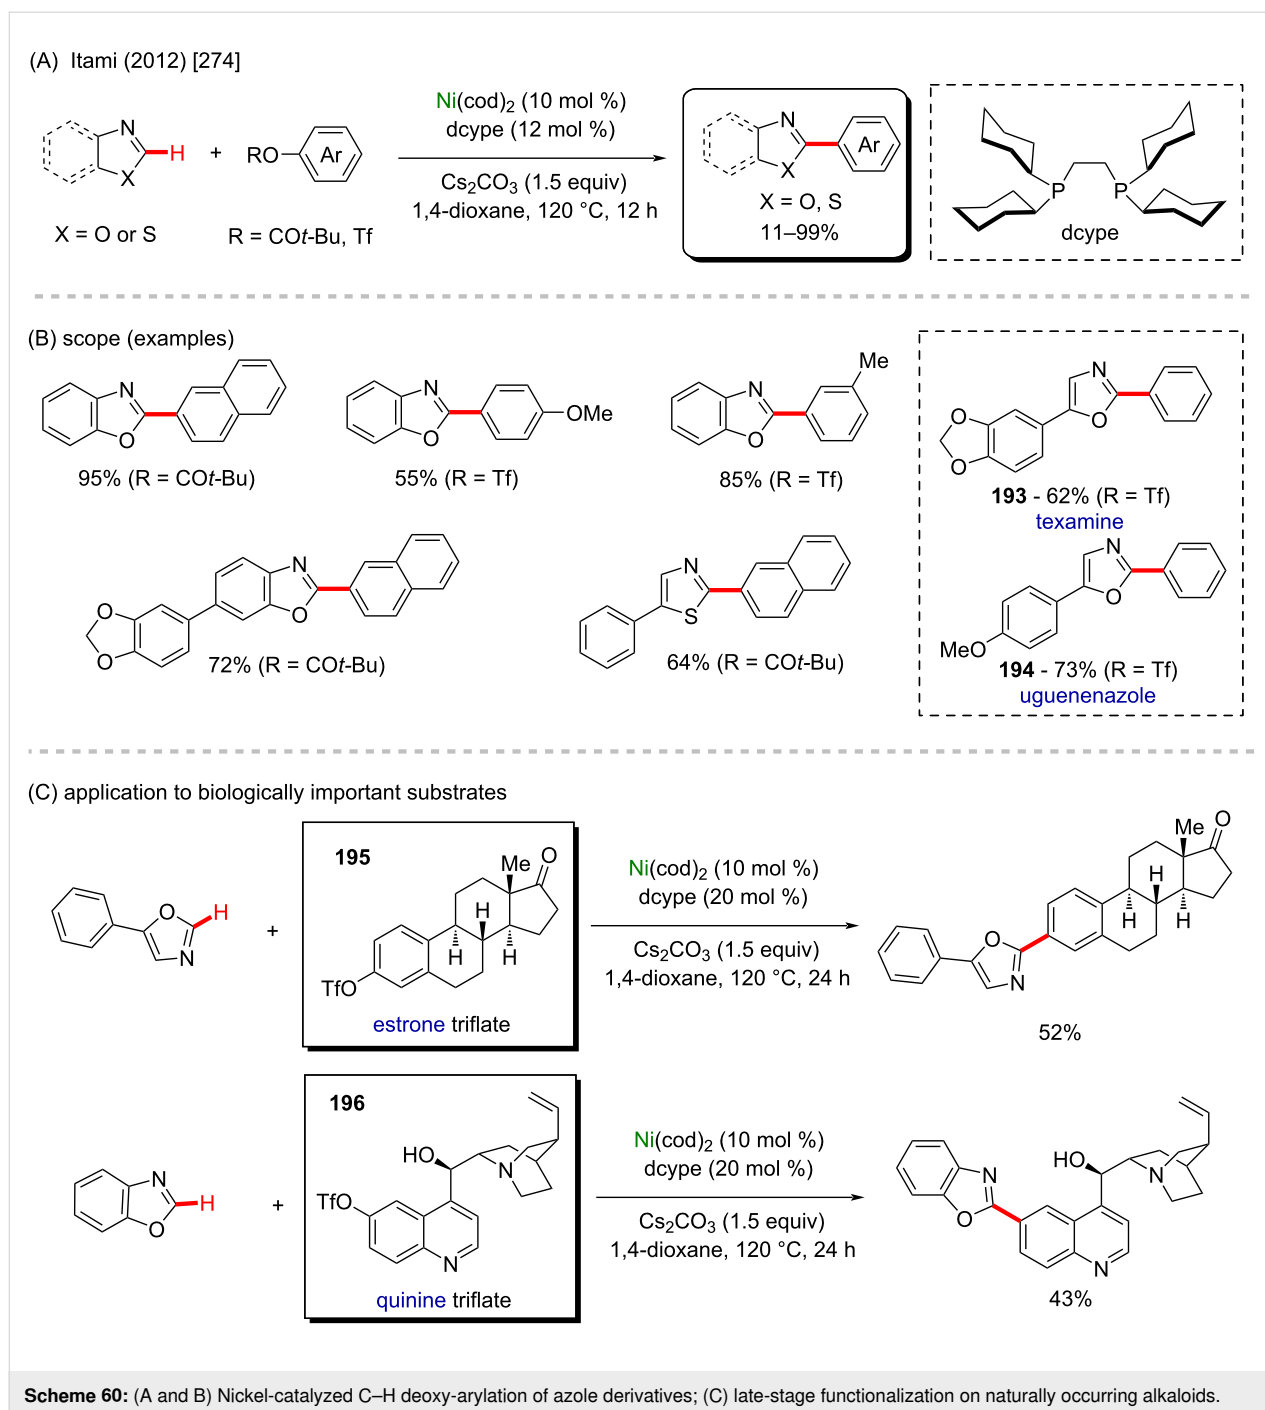 (A) Itami (2012) [274]
N
H
X
+
RO
Ar
Ni(cod)2 (10 mol %)
dcype (12 mol %)
Cs2CO3 (1.5 equiv)
1,4-dioxane, 120 °C, 12 h
X = O or S
R = COt-Bu, Tf
N
X
Ar
X = O, S
11–99%
P
P
dcype
(B) scope (examples)
N
O
95% (R = COt-Bu)
N
O
OMe
55% (R = Tf)
Me
N
O
85% (R = Tf)
N
O
O
O
193 - 62% (R = Tf)
texamine
N
O
O
O
72% (R = COt-Bu)
N
S
64% (R = COt-Bu)
N
O
MeO
194 - 73% (R = Tf)
uguenenazole
(C) application to biologically important substrates
O
H
N
+
195
Me
O
H
H
H
TfO
estrone triflate
Ni(cod)2 (10 mol %)
dcype (20 mol %)
Cs2CO3 (1.5 equiv)
1,4-dioxane, 120 °C, 24 h
Me
O
H
H
H
O
N
52%
N
H
O
+
196
HO
N
TfO
N
quinine triflate
Ni(cod)2 (10 mol %)
dcype (20 mol %)
Cs2CO3 (1.5 equiv)
1,4-dioxane, 120 °C, 24 h
HO
N
N
O
N
43%
Scheme 60: (A and B) Nickel-catalyzed C–H deoxy-arylation of azole derivatives; (C) late-stage functionalization on naturally occurring alkaloids.